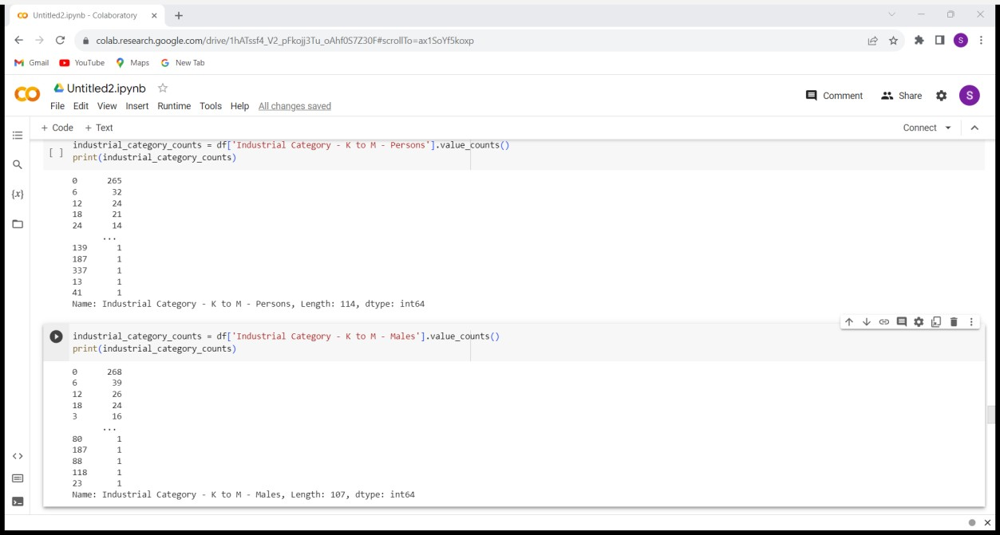 Untitled2.ipynb - Colaboratory
colab.research.google.com/drive/1hATssf4_V2_pFkojj3Tu_oAhf0S7Z30F#scrollTo=ax1SoYf5koxp
S
Gmail YouTube Maps New Tab
Untitled2.ipynb
File Edit View Insert Runtime Tools Help All changes saved
Comment Share S
+ Code + Text Connect
industrial_category_counts = df['Industrial Category - K to M - Persons'].value_counts()
[ ] print(industrial_category_counts)
0 265
6 32
12 24
18 21
24 14
...
139 1
187 1
337 1
13 1
41 1
Name: Industrial Category - K to M - Persons, Length: 114, dtype: int64
industrial_category_counts = df['Industrial Category - K to M - Males'].value_counts()
print(industrial_category_counts)
0 268
6 39
12 26
18 24
3 16
...
80 1
187 1
88 1
118 1
23 1
Name: Industrial Category - K to M - Males, Length: 107, dtype: int64